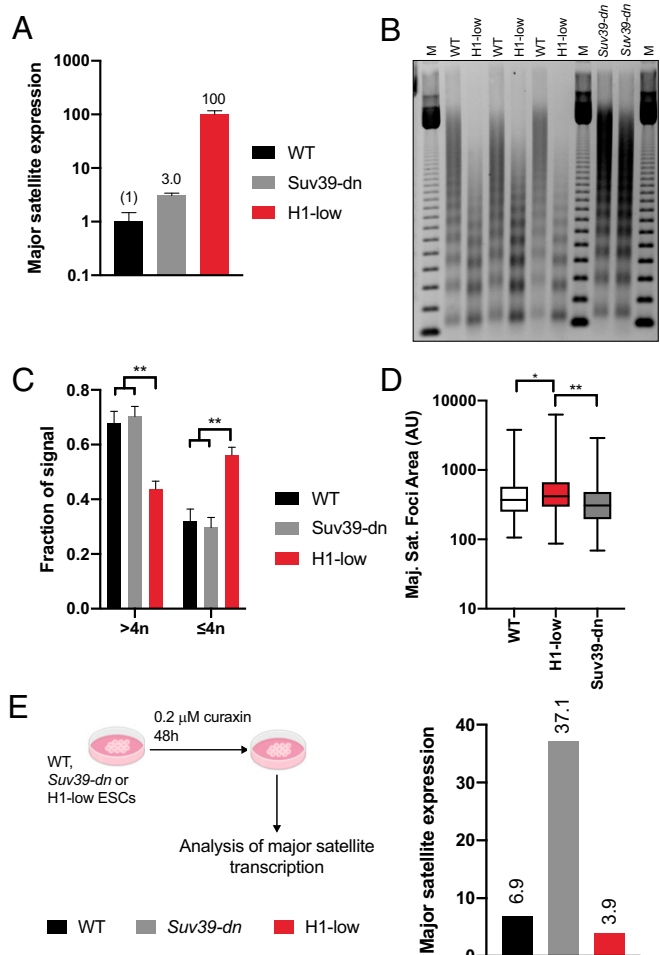 A
Major satellite expression
1000
100
10
1
0.1
(1)
3.0
100
WT
Suv39-dn
H1-low
B
M
WT
H1-low
WT
H1-low
WT
H1-low
M
Suv39-dn
Suv39-dn
M
C
Fraction of signal
0.8
0.6
0.4
0.2
0.0
**
**
>4n
≤4n
WT
Suv39-dn
H1-low
D
Maj. Sat. Foci Area (AU)
10000
1000
100
10
*
**
WT
H1-low
Suv39-dn
E
0.2 μM curaxin
48h
WT,
Suv39-dn or
H1-low ESCs
Analysis of major satellite
transcription
WT
Suv39-dn
H1-low
Major satellite expression
40
30
20
10
0
6.9
37.1
3.9